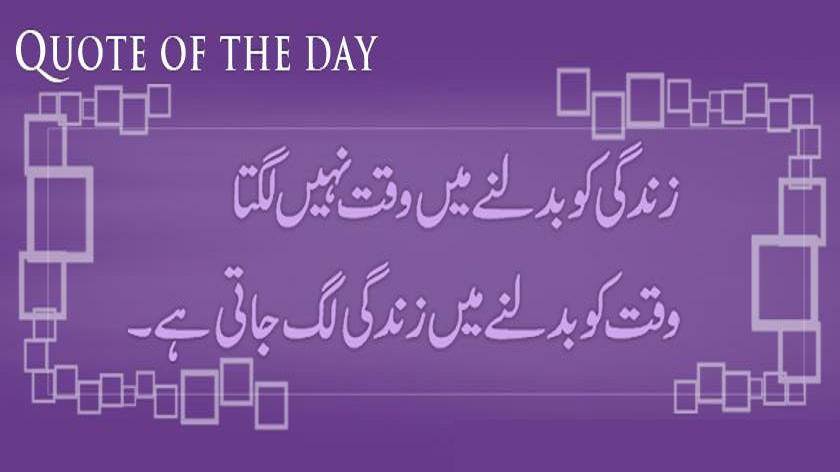 QUOTE OF THE DAY
زندگی کو بدلنے میں وقت نہیں لگتا
وقت کو بدلنے میں زندگی لگ جاتی ہے۔